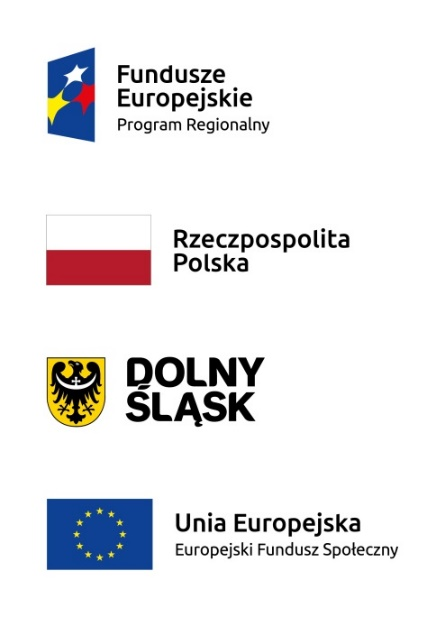 Fundusze
Europejskie
Program Regionalny
Rzeczpospolita
Polska
DOLNY
ŚLĄSK
Unia Europejska
Europejski Fundusz Społeczny